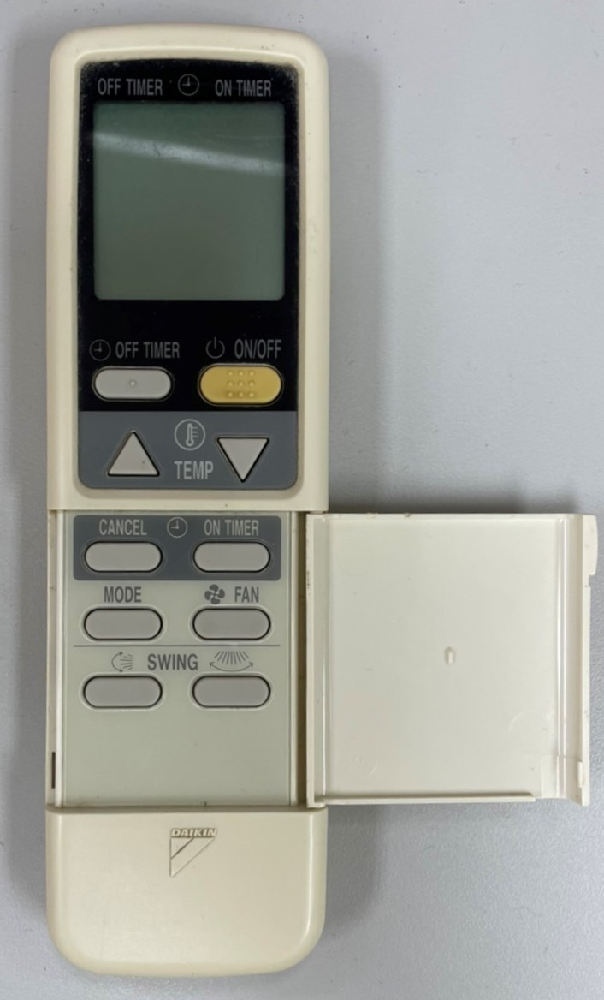 OFF TIMER ON TIMER
OFF TIMER ON/OFF
TEMP
CANCEL ON TIMER
MODE FAN
SWING
DAIKIN